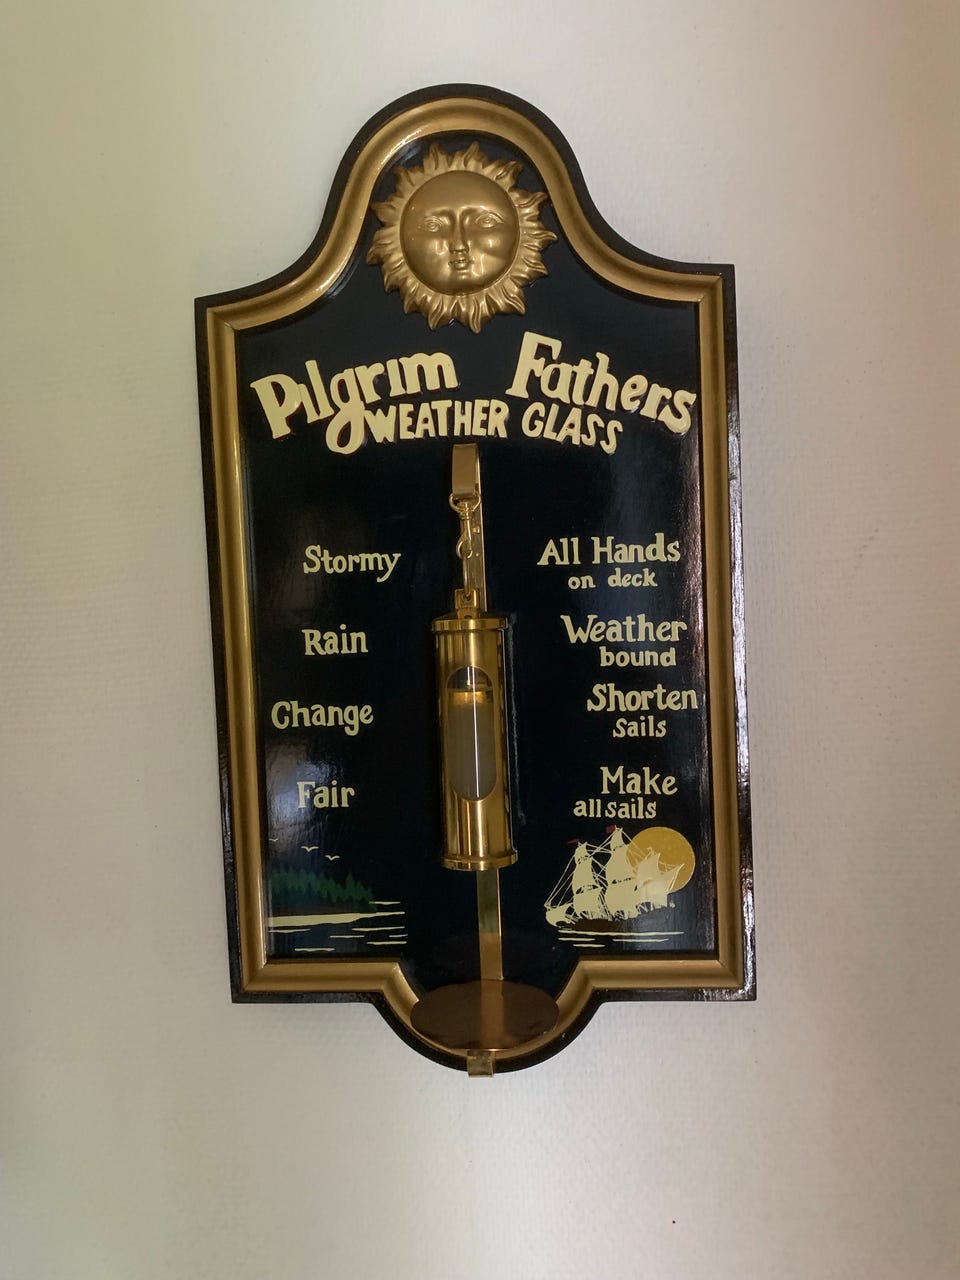 Pilgrim Fathers
WEATHER GLASS
Stormy
All Hands
on deck
Rain
Weather
bound
Change
Shorten
Sails
Fair
Make
all sails